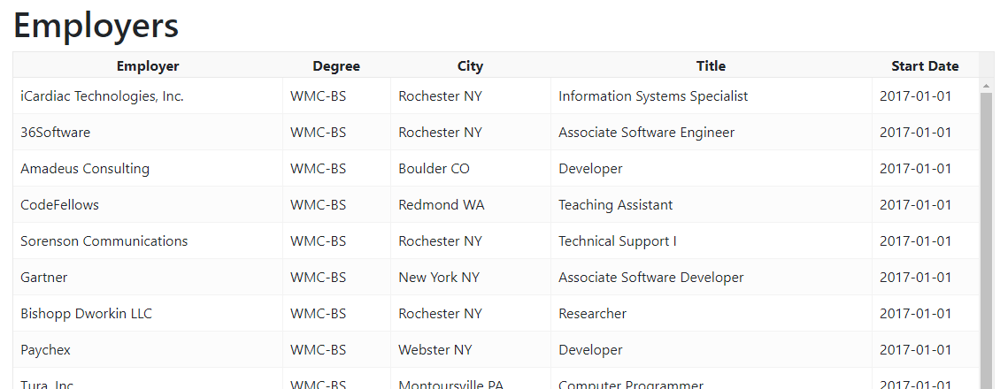 Employers
Employer Degree City Title Start Date
iCardiac Technologies, Inc. WMC-BS Rochester NY Information Systems Specialist 2017-01-01
36Software WMC-BS Rochester NY Associate Software Engineer 2017-01-01
Amadeus Consulting WMC-BS Boulder CO Developer 2017-01-01
CodeFellows WMC-BS Redmond WA Teaching Assistant 2017-01-01
Sorenson Communications WMC-BS Rochester NY Technical Support I 2017-01-01
Gartner WMC-BS New York NY Associate Software Developer 2017-01-01
Bishopp Dworkin LLC WMC-BS Rochester NY Researcher 2017-01-01
Paychex WMC-BS Webster NY Developer 2017-01-01
Tura, Inc. WMC-BS Montoursville PA Computer Programmer 2017-01-01